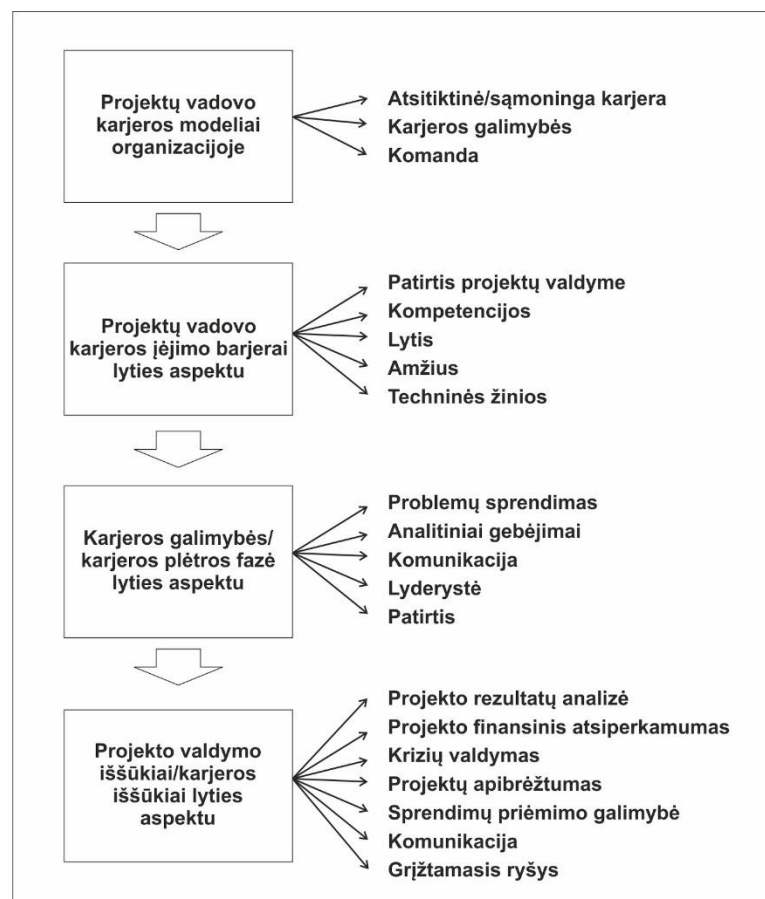 Projektų vadovo
karjeros modeliai
organizacijoje
Atsitiktinė/sąmoninga karjera
Karjeros galimybės
Komanda
Projektų vadovo
karjeros įėjimo barjerai
lyties aspektu
Patirtis projektų valdyme
Kompetencijos
Lytis
Amžius
Techninės žinios
Karjeros galimybės/
karjeros plėtros fazė
lyties aspektu
Problemų sprendimas
Analitiniai gebėjimai
Komunikacija
Lyderystė
Patirtis
Projekto valdymo
iššūkiai/karjeros
iššūkiai lyties
aspektu
Projekto rezultatų analizė
Projekto finansinis atsiperkamumas
Krizių valdymas
Projektų apibrėžtumas
Sprendimų priėmimo galimybė
Komunikacija
Grįžtamasis ryšys